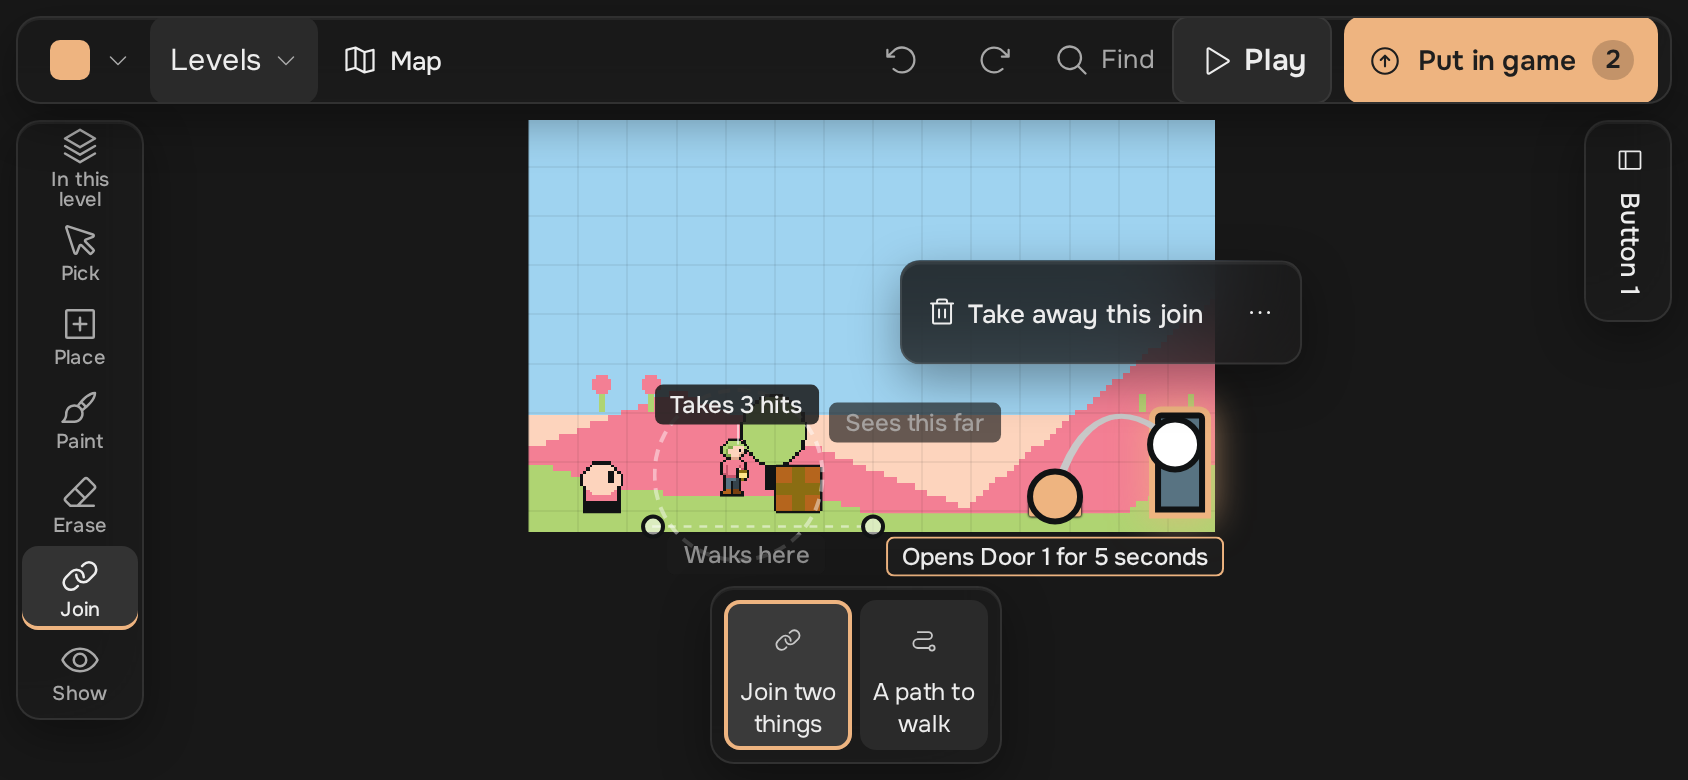 Levels
Map
Find
Play
Put in game
2
In this
level
Pick
Place
Paint
Erase
Join
Show
Take away this join
...
Takes 3 hits
Sees this far
Walks here
Opens Door 1 for 5 seconds
Join two
things
A path to
walk
Button 1